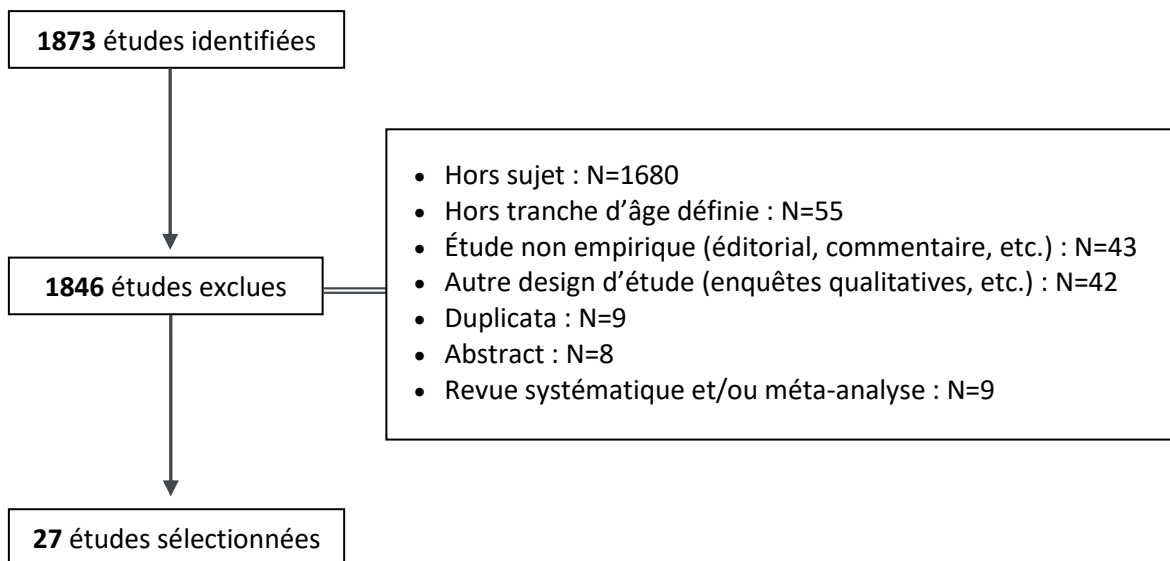 1873 études identifiées
• Hors sujet : N=1680
• Hors tranche d’âge définie : N=55
• Étude non empirique (éditorial, commentaire, etc.) : N=43
1846 études exclues
• Autre design d’étude (enquêtes qualitatives, etc.) : N=42
• Duplicata : N=9
• Abstract : N=8
• Revue systématique et/ou méta-analyse : N=9
27 études sélectionnées